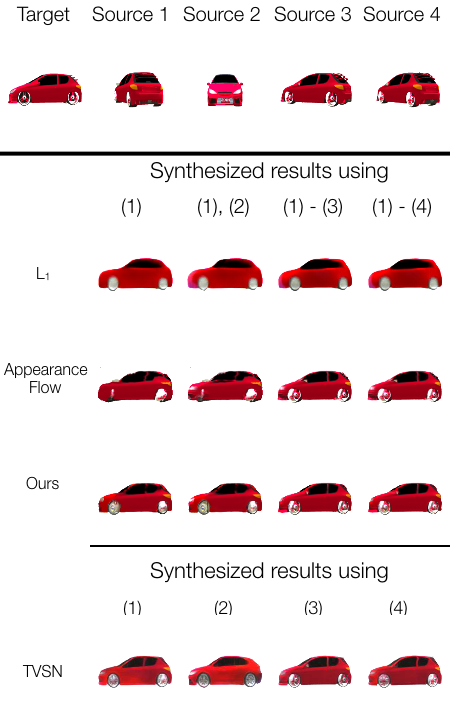 Target Source 1 Source 2 Source 3 Source 4
Synthesized results using
(1) (1), (2) (1) - (3) (1) - (4)
L₁
Appearance
Flow
Ours
Synthesized results using
(1) (2) (3) (4)
TVSN